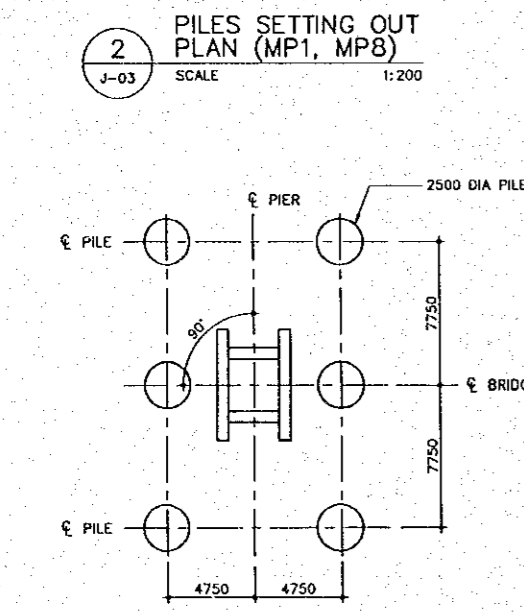 PILES SETTING OUT
PLAN (MP1, MP8)
2
J-03
SCALE 1:200
2500 DIA PILE
℄ PIER
℄ PILE
7750
90°
℄ BRIDG
7750
℄ PILE
4750 4750